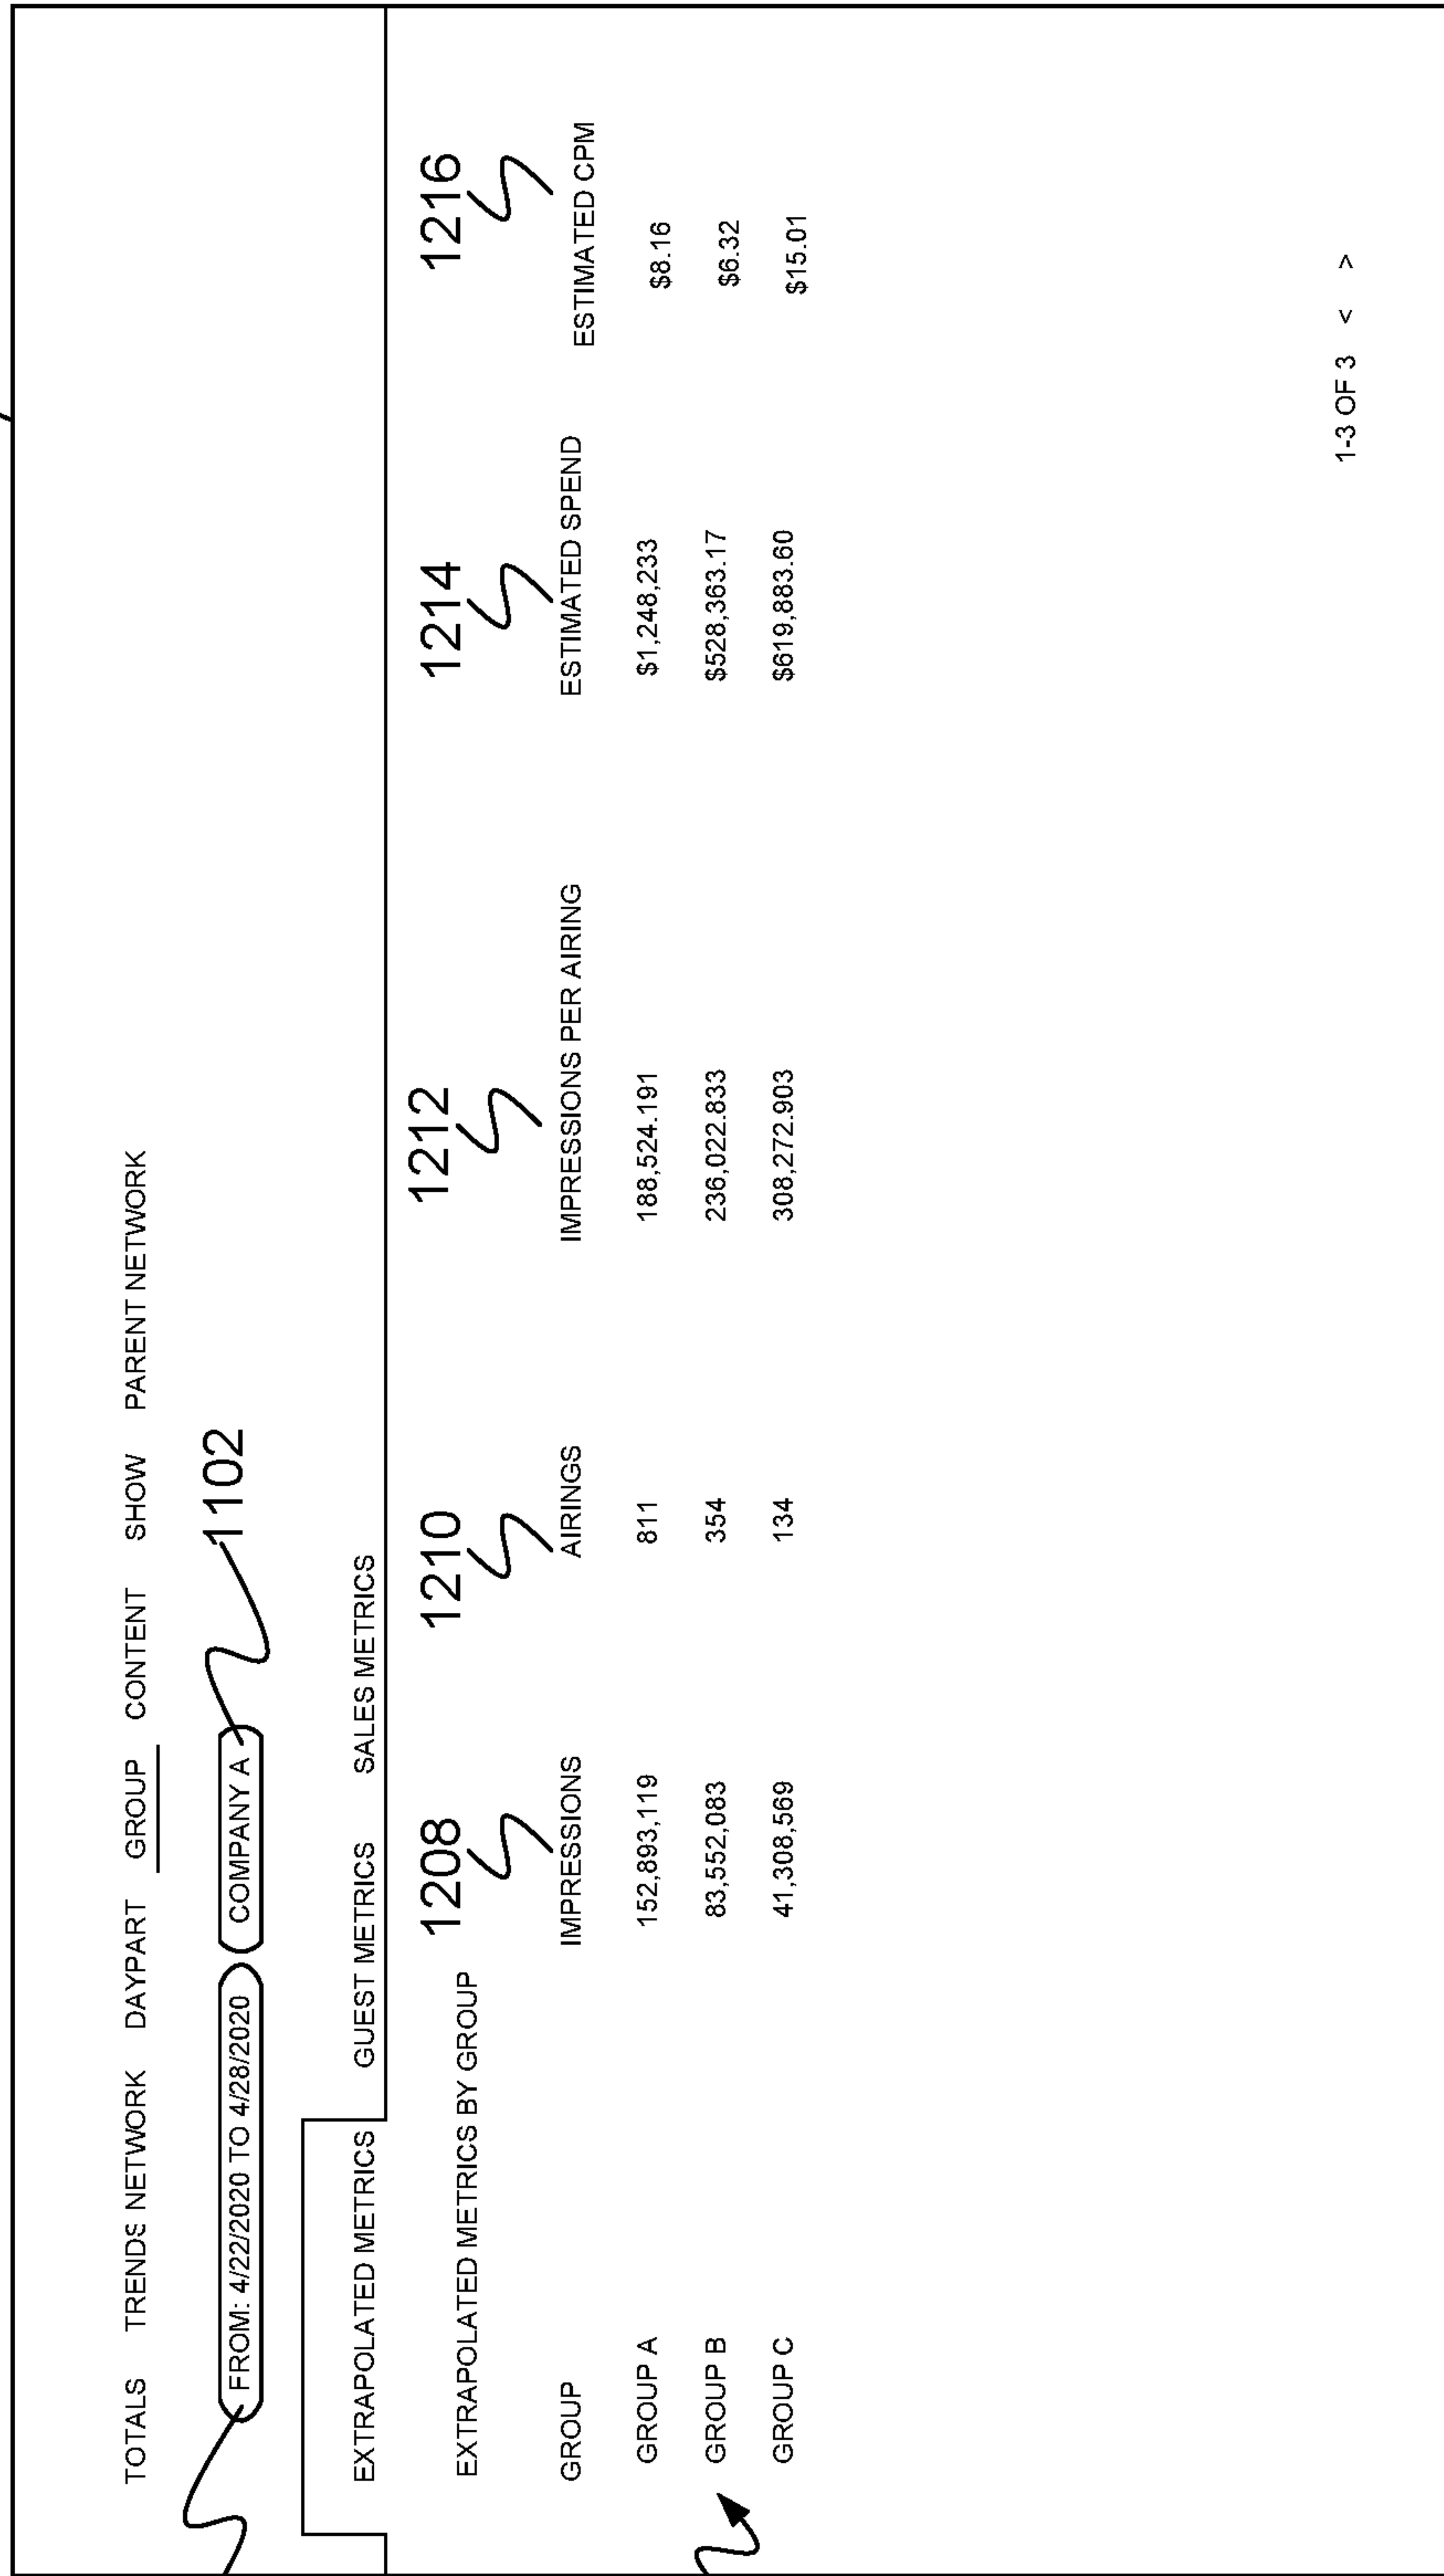 TOTALS TRENDS NETWORK DAYPART GROUP CONTENT SHOW PARENT NETWORK
FROM: 4/22/2020 TO 4/28/2020 COMPANY A 1102
EXTRAPOLATED METRICS GUEST METRICS SALES METRICS
EXTRAPOLATED METRICS BY GROUP 1208 1210 1212 1214 1216
GROUP IMPRESSIONS AIRINGS IMPRESSIONS PER AIRING ESTIMATED SPEND ESTIMATED CPM
GROUP A 152,893,119 811 188,524.191 $1,248,233 $8.16
GROUP B 83,552,083 354 236,022.833 $528,363.17 $6.32
GROUP C 41,308,569 134 308,272.903 $619,883.60 $15.01
1-3 OF 3 < >